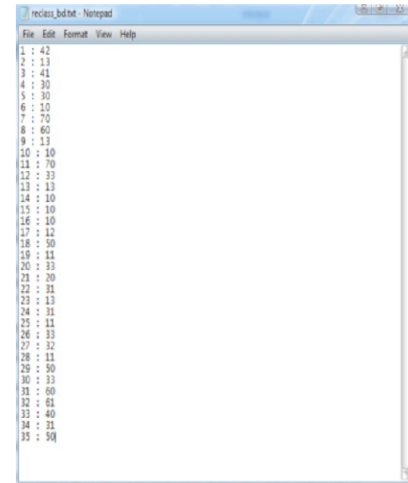 reclass_bd.txt - Notepad
File Edit Format View Help
1 : 42
2 : 13
3 : 41
4 : 30
5 : 30
6 : 10
7 : 70
8 : 60
9 : 13
10 : 10
11 : 70
12 : 33
13 : 13
14 : 10
15 : 10
16 : 10
17 : 12
18 : 50
19 : 11
20 : 33
21 : 20
22 : 31
23 : 13
24 : 31
25 : 11
26 : 33
27 : 32
28 : 11
29 : 50
30 : 33
31 : 60
32 : 61
33 : 40
34 : 31
35 : 50